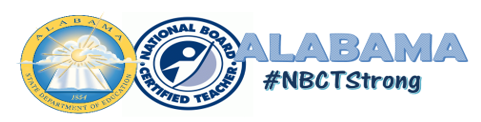 ALABAMA
STATE DEPARTMENT OF EDUCATION
1854
NATIONAL BOARD
CERTIFIED TEACHER
ALABAMA
#NBCTStrong